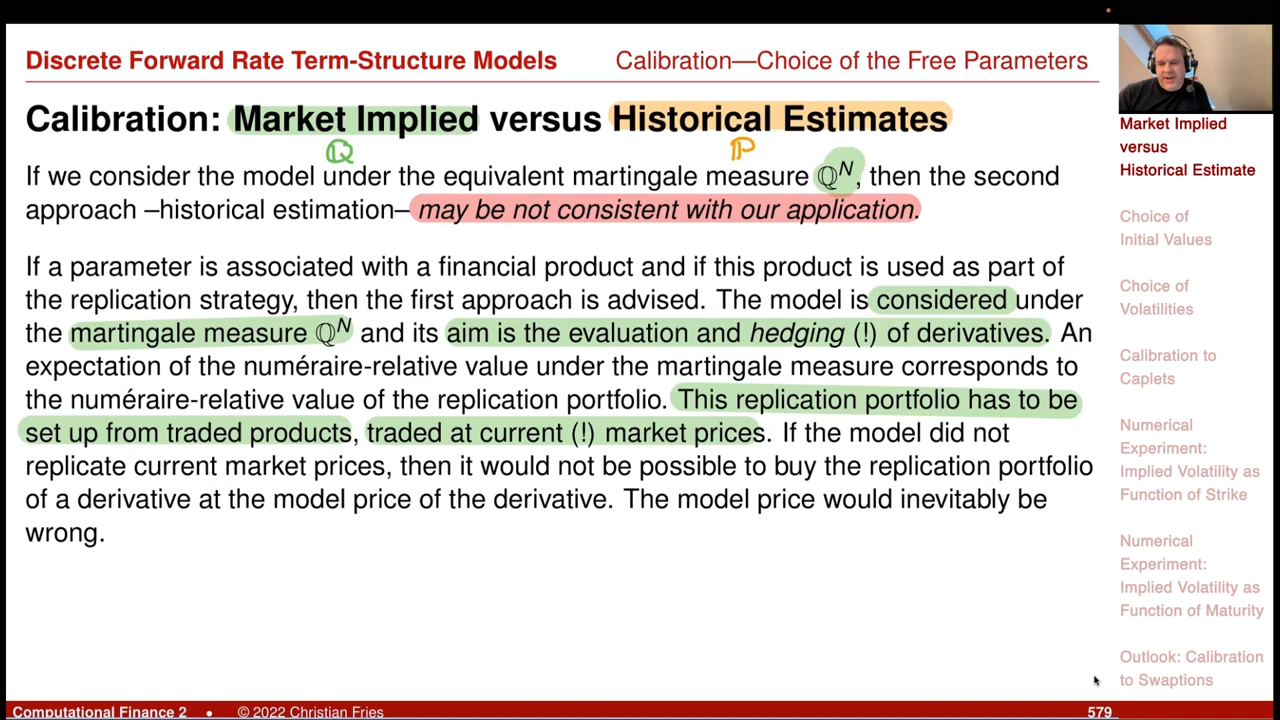 Discrete Forward Rate Term-Structure Models
Calibration—Choice of the Free Parameters
Calibration: Market Implied versus Historical Estimates
ℚ
ℙ
If we consider the model under the equivalent martingale measure ℚᴺ, then the second
approach –historical estimation– may be not consistent with our application.
If a parameter is associated with a financial product and if this product is used as part of
the replication strategy, then the first approach is advised. The model is considered under
the martingale measure ℚᴺ and its aim is the evaluation and hedging (!) of derivatives. An
expectation of the numéraire-relative value under the martingale measure corresponds to
the numéraire-relative value of the replication portfolio. This replication portfolio has to be
set up from traded products, traded at current (!) market prices. If the model did not
replicate current market prices, then it would not be possible to buy the replication portfolio
of a derivative at the model price of the derivative. The model price would inevitably be
wrong.
Market Implied
versus
Historical Estimate
Choice of
Initial Values
Choice of
Volatilities
Calibration to
Caplets
Numerical
Experiment:
Implied Volatility as
Function of Strike
Numerical
Experiment:
Implied Volatility as
Function of Maturity
Outlook: Calibration
to Swaptions
Computational Finance 2 • © 2022 Christian Fries
579